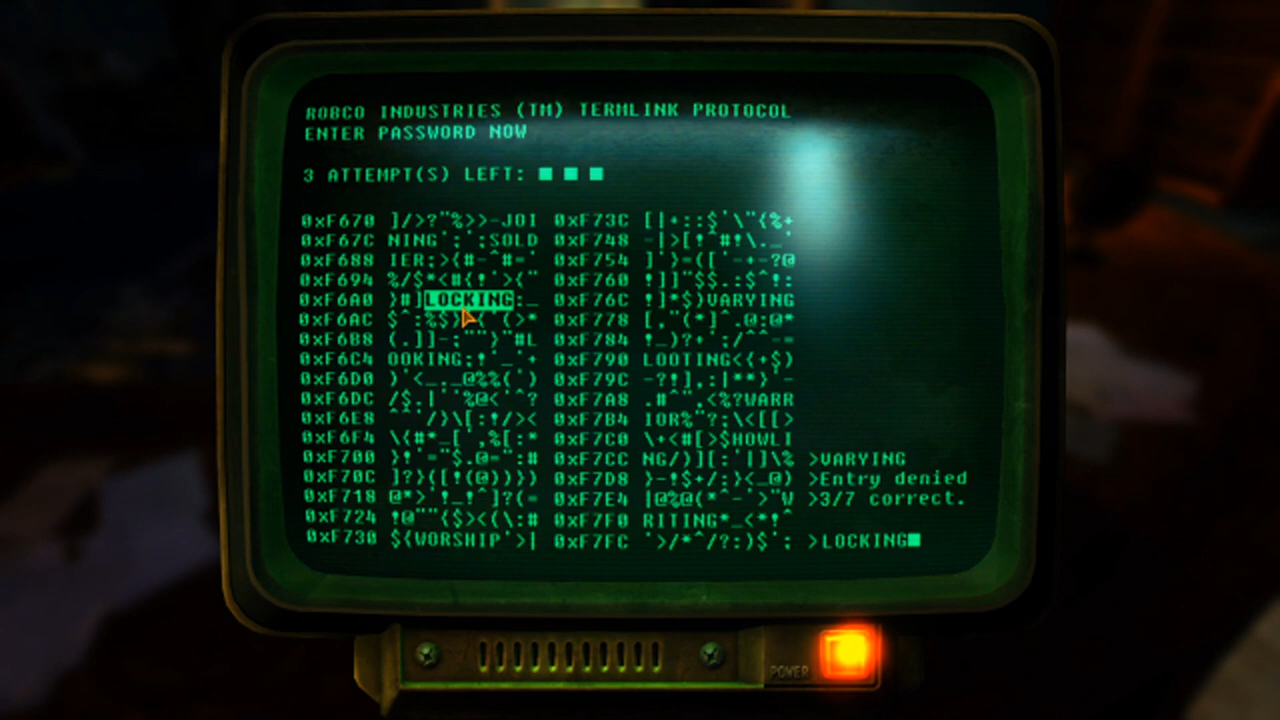 ROBCO INDUSTRIES (TM) TERMLINK PROTOCOL
ENTER PASSWORD NOW
3 ATTEMPT(S) LEFT: ■ ■ ■
0xF670 ]/>?"%>>-JOI 0xF73C [|+::$'\"{%+
0xF67C NING':';SOLD 0xF748 -|>[!^#!\._'
0xF688 IER:>{#-^#=' 0xF754 ]'}-(['-+-?@
0xF694 %/$*<#{!'>{" 0xF760 !]]"$$.:$^!:
0xF6A0 }#]LOCKING:_ 0xF76C !]*$)VARYING
0xF6AC 0xF778 [,"(*]^.@:@*
0xF6B8 (.]]-:""}"#L 0xF784 !_)?+':/^^-=
0xF6C4 OOKING;!'_'+ 0xF790 LOOTING<{+$)
0xF6D0 )'<_._@%%(') 0xF79C -?!],:|**}'-
0xF6DC 0xF7A8 .#^",<%?WARR
0xF6E8 0xF7B4 IOR%"?:\<[[>
0xF6F4 \{#*_[',%[:* 0xF7C0 \+<#[>$HOWLI
0xF700 }!'="$.@=":# 0xF7CC NG/)][:'|]\% >VARYING
0xF70C ]?}([!(@))}) 0xF7D8 }-!$+/:}<_@) >Entry denied
0xF718 @*>'!_!^]?(= 0xF7E4 |@%@(*^-'>"W >3/7 correct.
0xF724 !@""{$><(\:# 0xF7F0 RITING*_<*!^
0xF730 ${WORSHIP'>| 0xF7FC '>/*^/?:)$'; >LOCKING■
POWER